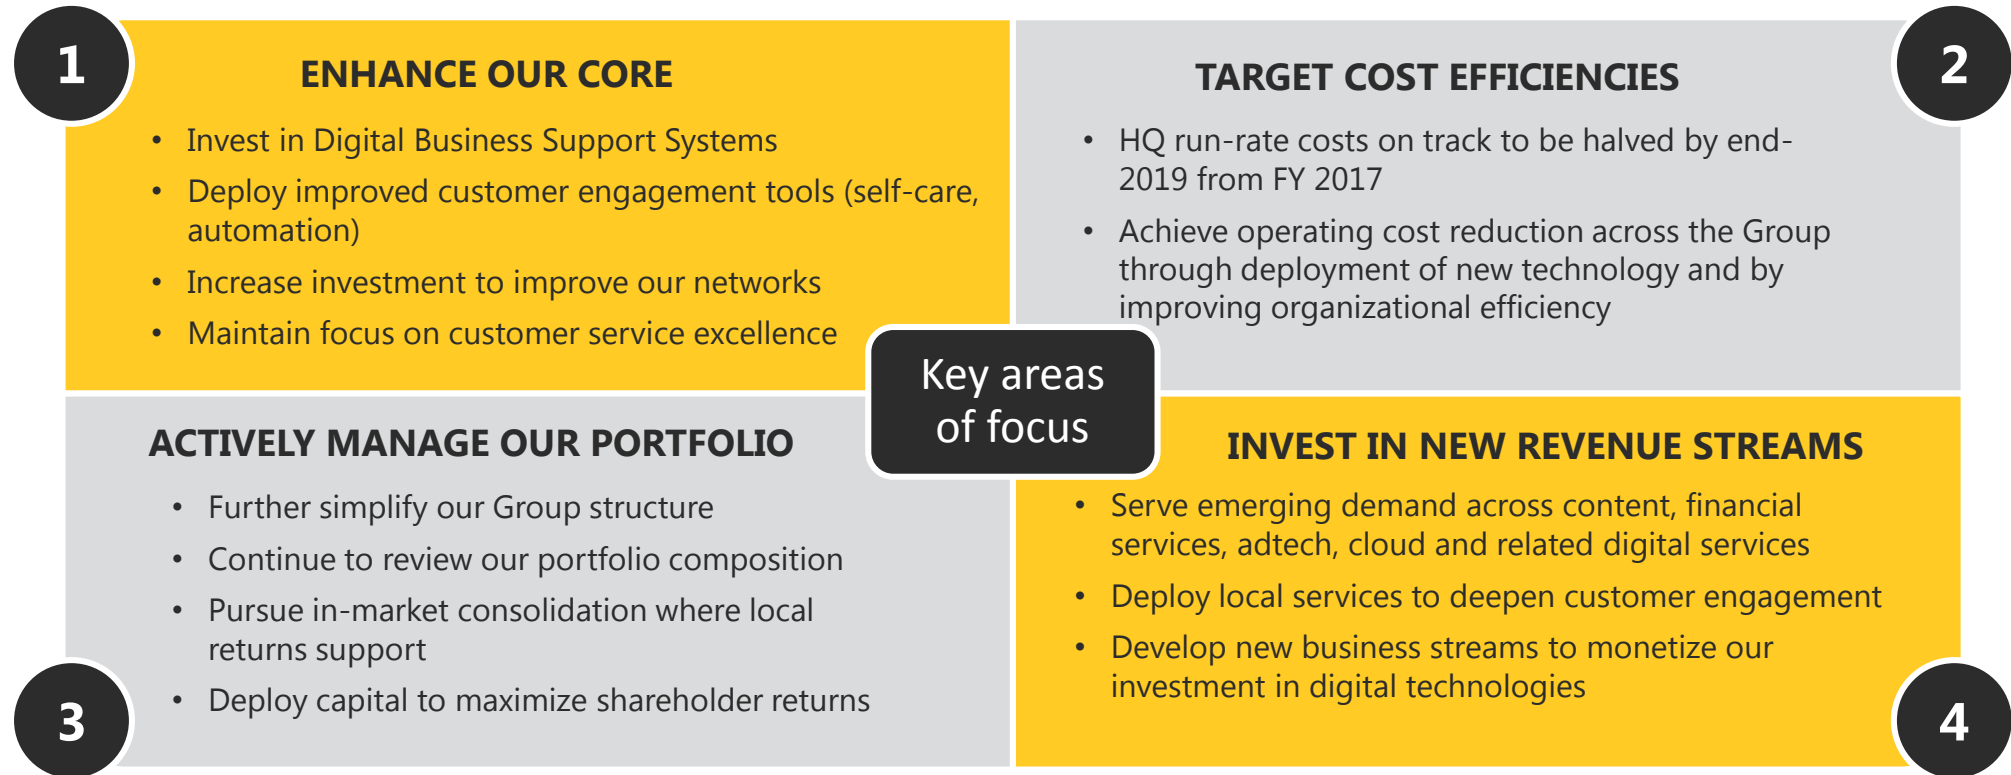 1
ENHANCE OUR CORE
• Invest in Digital Business Support Systems
• Deploy improved customer engagement tools (self-care,
automation)
• Increase investment to improve our networks
• Maintain focus on customer service excellence
2
TARGET COST EFFICIENCIES
• HQ run-rate costs on track to be halved by end-
2019 from FY 2017
• Achieve operating cost reduction across the Group
through deployment of new technology and by
improving organizational efficiency
Key areas
of focus
3
ACTIVELY MANAGE OUR PORTFOLIO
• Further simplify our Group structure
• Continue to review our portfolio composition
• Pursue in-market consolidation where local
returns support
• Deploy capital to maximize shareholder returns
4
INVEST IN NEW REVENUE STREAMS
• Serve emerging demand across content, financial
services, adtech, cloud and related digital services
• Deploy local services to deepen customer engagement
• Develop new business streams to monetize our
investment in digital technologies